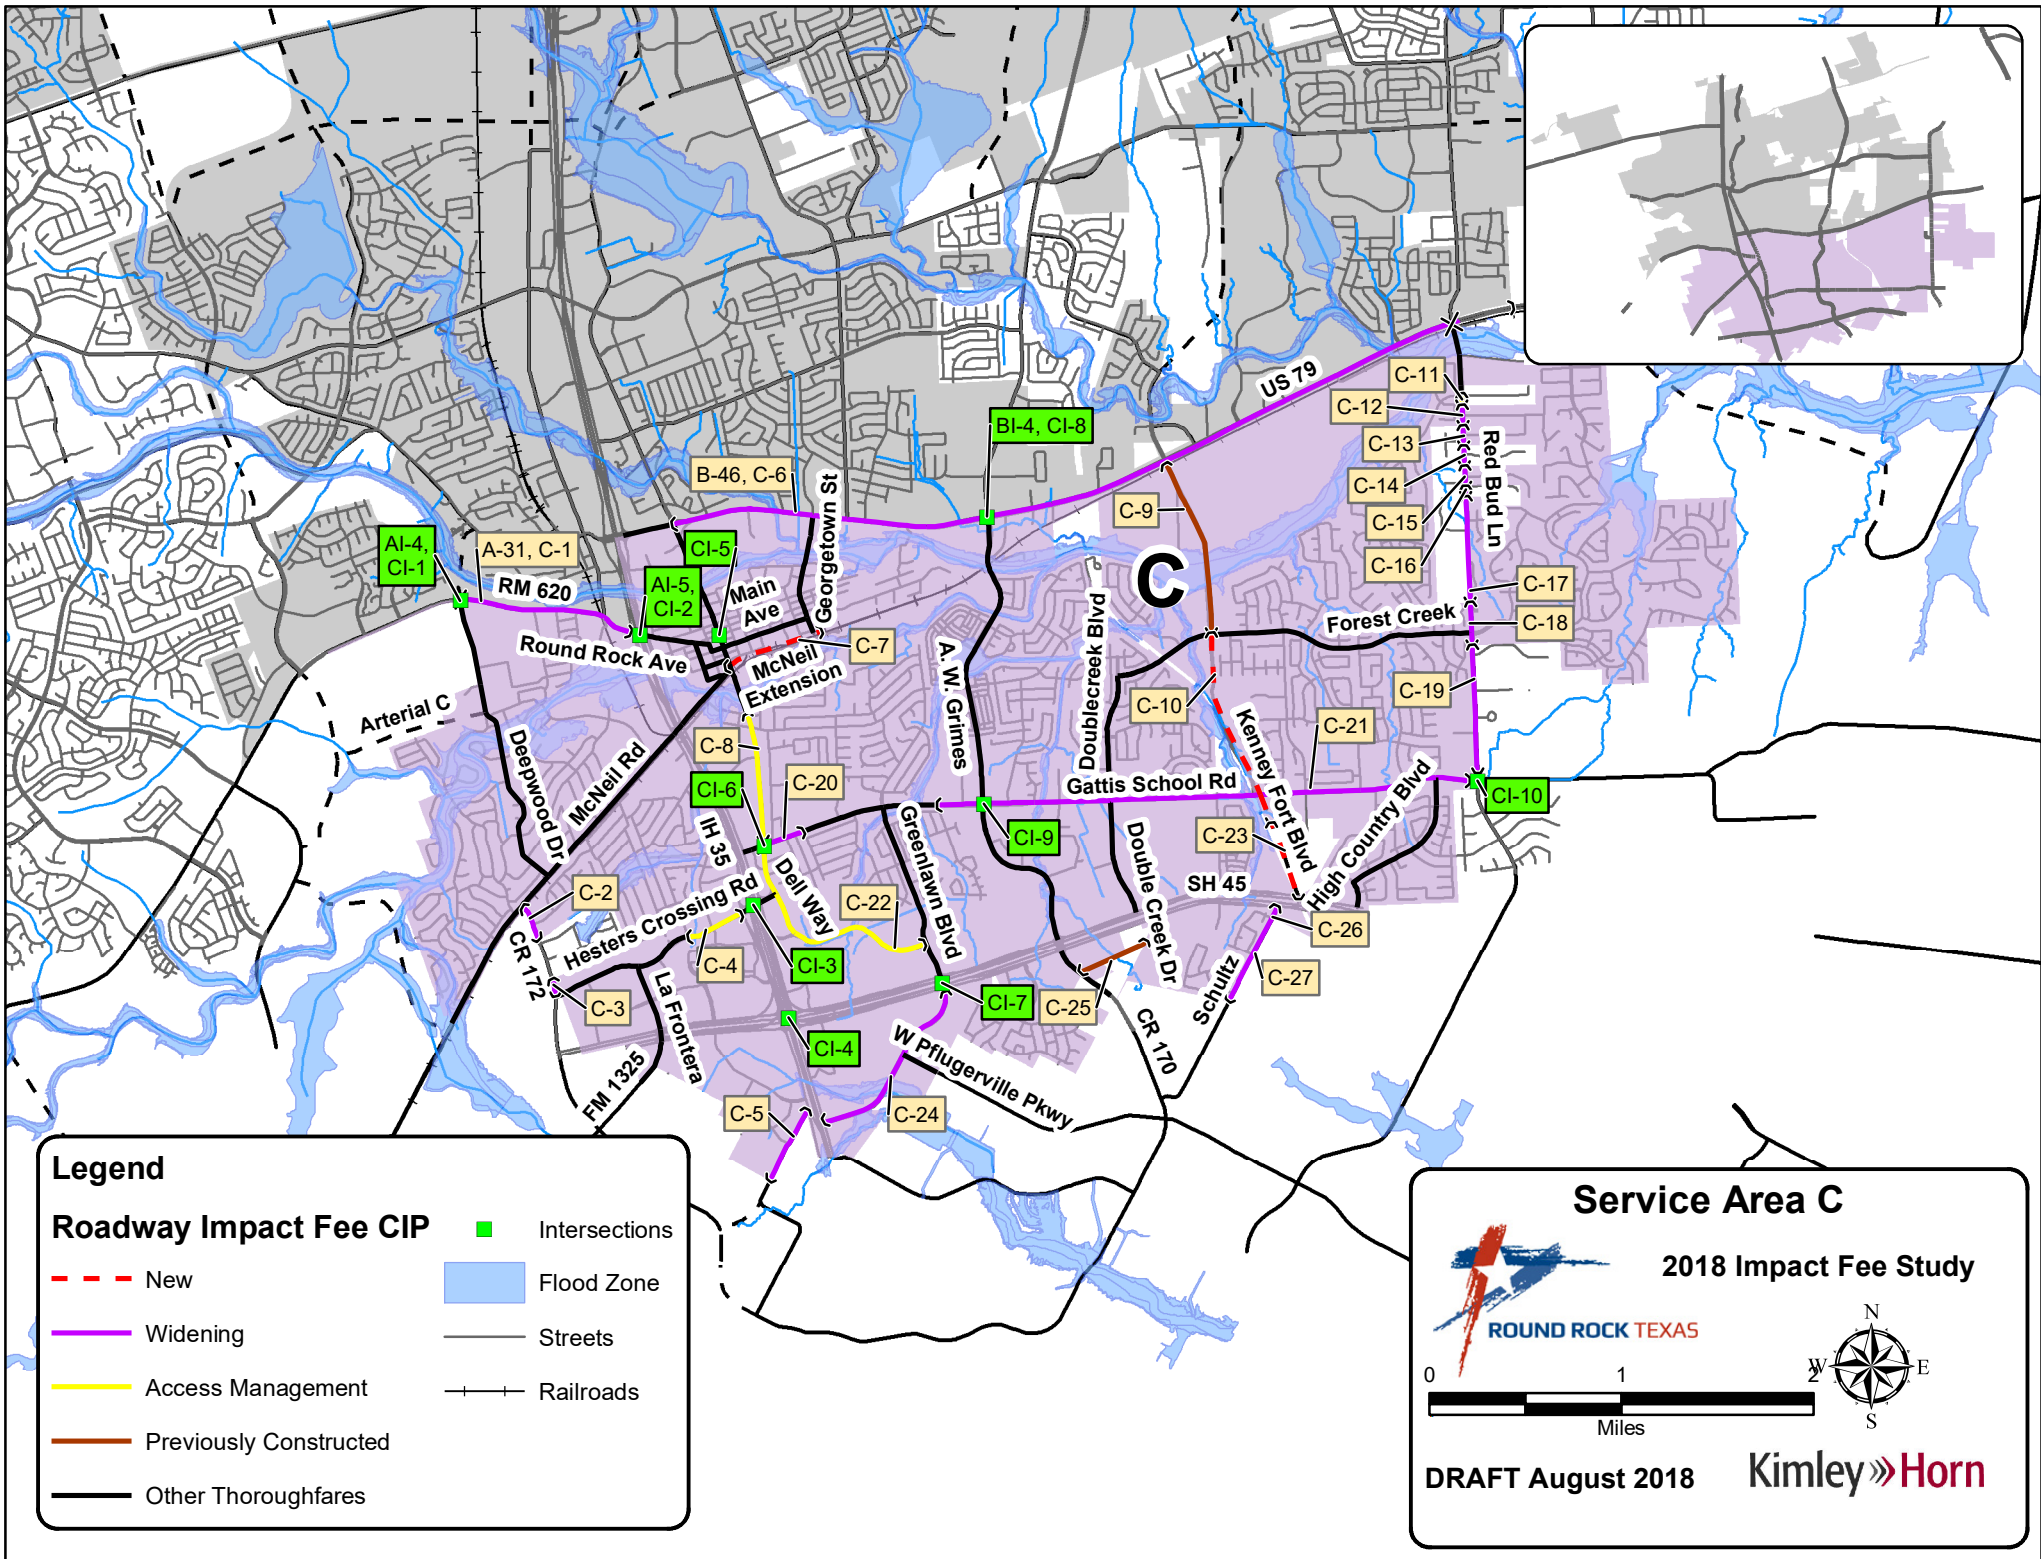 US 79
C-11
C-12
C-13
C-14
C-15
C-16
Red Bud Ln
BI-4, CI-8
B-46, C-6
Georgetown St
C-9
C
AI-4,
CI-1
A-31, C-1
RM 620
CI-5
AI-5,
CI-2
Main
Ave
Round Rock Ave
McNeil
Extension
C-7
C-17
C-18
Forest Creek
A. W. Grimes
Doublecreek Blvd
C-10
C-19
C-21
Kenney Fort Blvd
Arterial C
Deepwood Dr
McNeil Rd
C-8
CI-6
C-20
Gattis School Rd
High Country Blvd
CI-10
IH 35
Greenlawn Blvd
CI-9
Double Creek Dr
C-23
SH 45
Dell Way
C-2
Hesters Crossing Rd
C-22
C-26
CR 172
C-4
CI-3
C-27
C-3
La Frontera
CI-7
C-25
Schultz
CI-4
W Pflugerville Pkwy
CR 170
FM 1325
C-5
C-24
Legend
Roadway Impact Fee CIP
New
Widening
Access Management
Previously Constructed
Other Thoroughfares
Intersections
Flood Zone
Streets
Railroads
Service Area C
2018 Impact Fee Study
ROUND ROCK TEXAS
N
W
E
S
0 1 2
Miles
DRAFT August 2018
Kimley»Horn